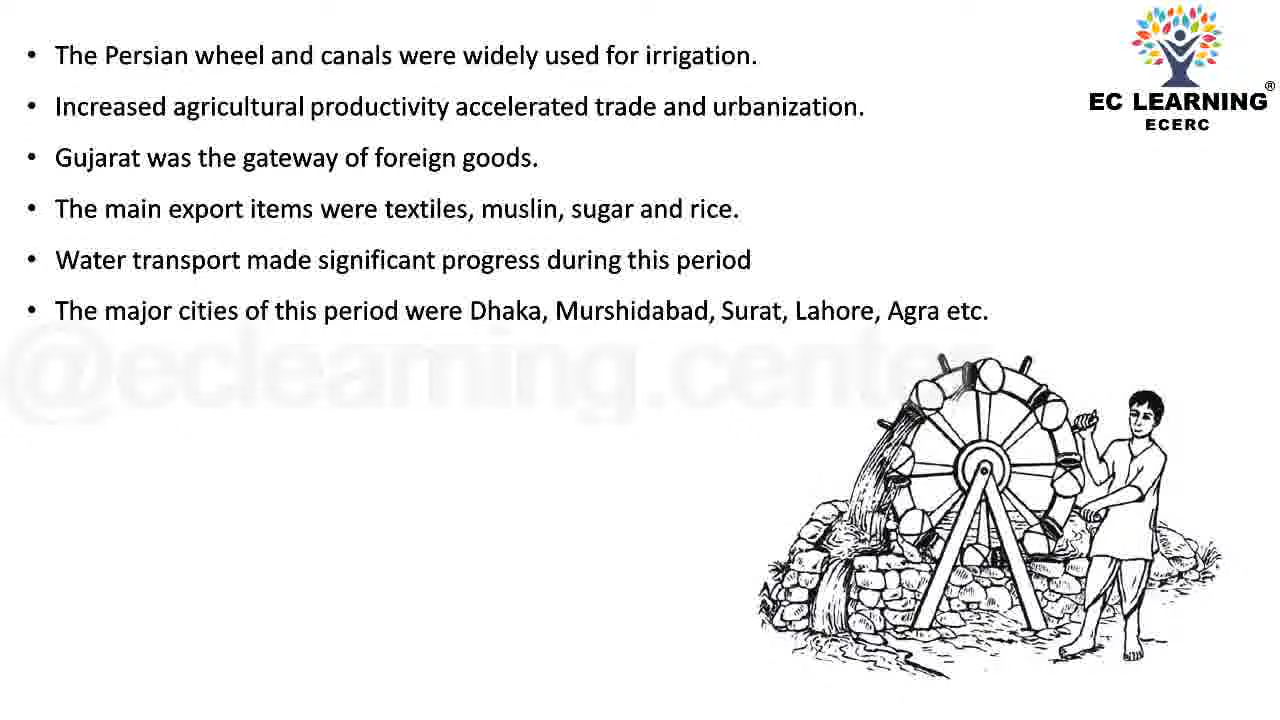 • The Persian wheel and canals were widely used for irrigation.
• Increased agricultural productivity accelerated trade and urbanization.
• Gujarat was the gateway of foreign goods.
• The main export items were textiles, muslin, sugar and rice.
• Water transport made significant progress during this period
• The major cities of this period were Dhaka, Murshidabad, Surat, Lahore, Agra etc.
EC LEARNING®
ECERC
@eclearning.center